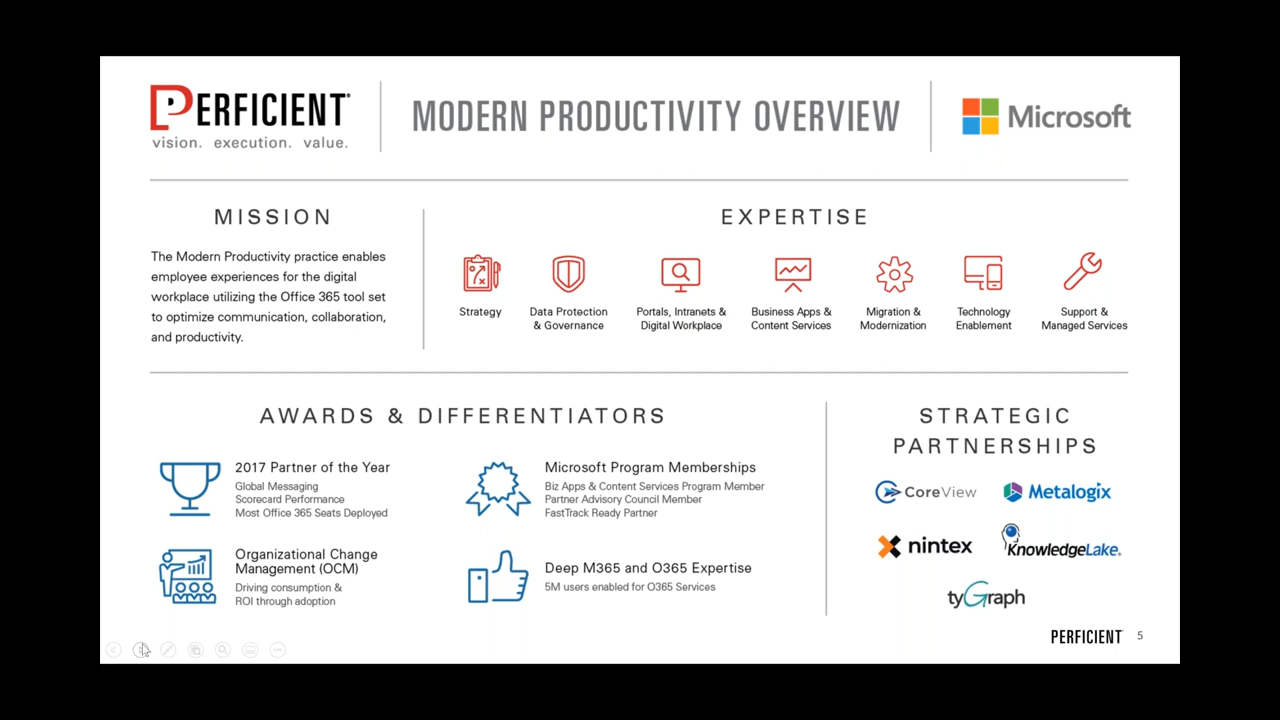 PERFICIENT®
vision. execution. value.
MODERN PRODUCTIVITY OVERVIEW
Microsoft
MISSION
The Modern Productivity practice enables
employee experiences for the digital
workplace utilizing the Office 365 tool set
to optimize communication, collaboration,
and productivity.
EXPERTISE
Strategy
Data Protection
& Governance
Portals, Intranets &
Digital Workplace
Business Apps &
Content Services
Migration &
Modernization
Technology
Enablement
Support &
Managed Services
AWARDS & DIFFERENTIATORS
2017 Partner of the Year
Global Messaging
Scorecard Performance
Most Office 365 Seats Deployed
Microsoft Program Memberships
Biz Apps & Content Services Program Member
Partner Advisory Council Member
FastTrack Ready Partner
Organizational Change
Management (OCM)
Driving consumption &
ROI through adoption
Deep M365 and O365 Expertise
5M users enabled for O365 Services
STRATEGIC
PARTNERSHIPS
CoreView
Metalogix
nintex
KnowledgeLake®
tyGraph
PERFICIENT
5